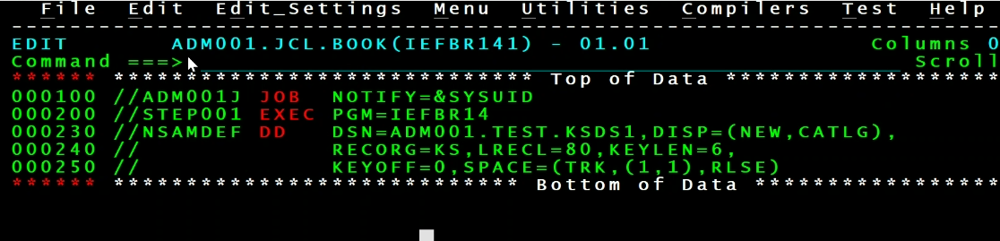 File Edit Edit_Settings Menu Utilities Compilers Test Help
-------------------------------------------------------------------
EDIT ADM001.JCL.BOOK(IEFBR141) - 01.01 Columns 0
Command ===> Scroll
****** ***************************** Top of Data *******************
000100 //ADM001J JOB NOTIFY=&SYSUID
000200 //STEP001 EXEC PGM=IEFBR14
000230 //NSAMDEF DD DSN=ADM001.TEST.KSDS1,DISP=(NEW,CATLG),
000240 // RECORG=KS,LRECL=80,KEYLEN=6,
000250 // KEYOFF=0,SPACE=(TRK,(1,1),RLSE)
****** **************************** Bottom of Data *****************